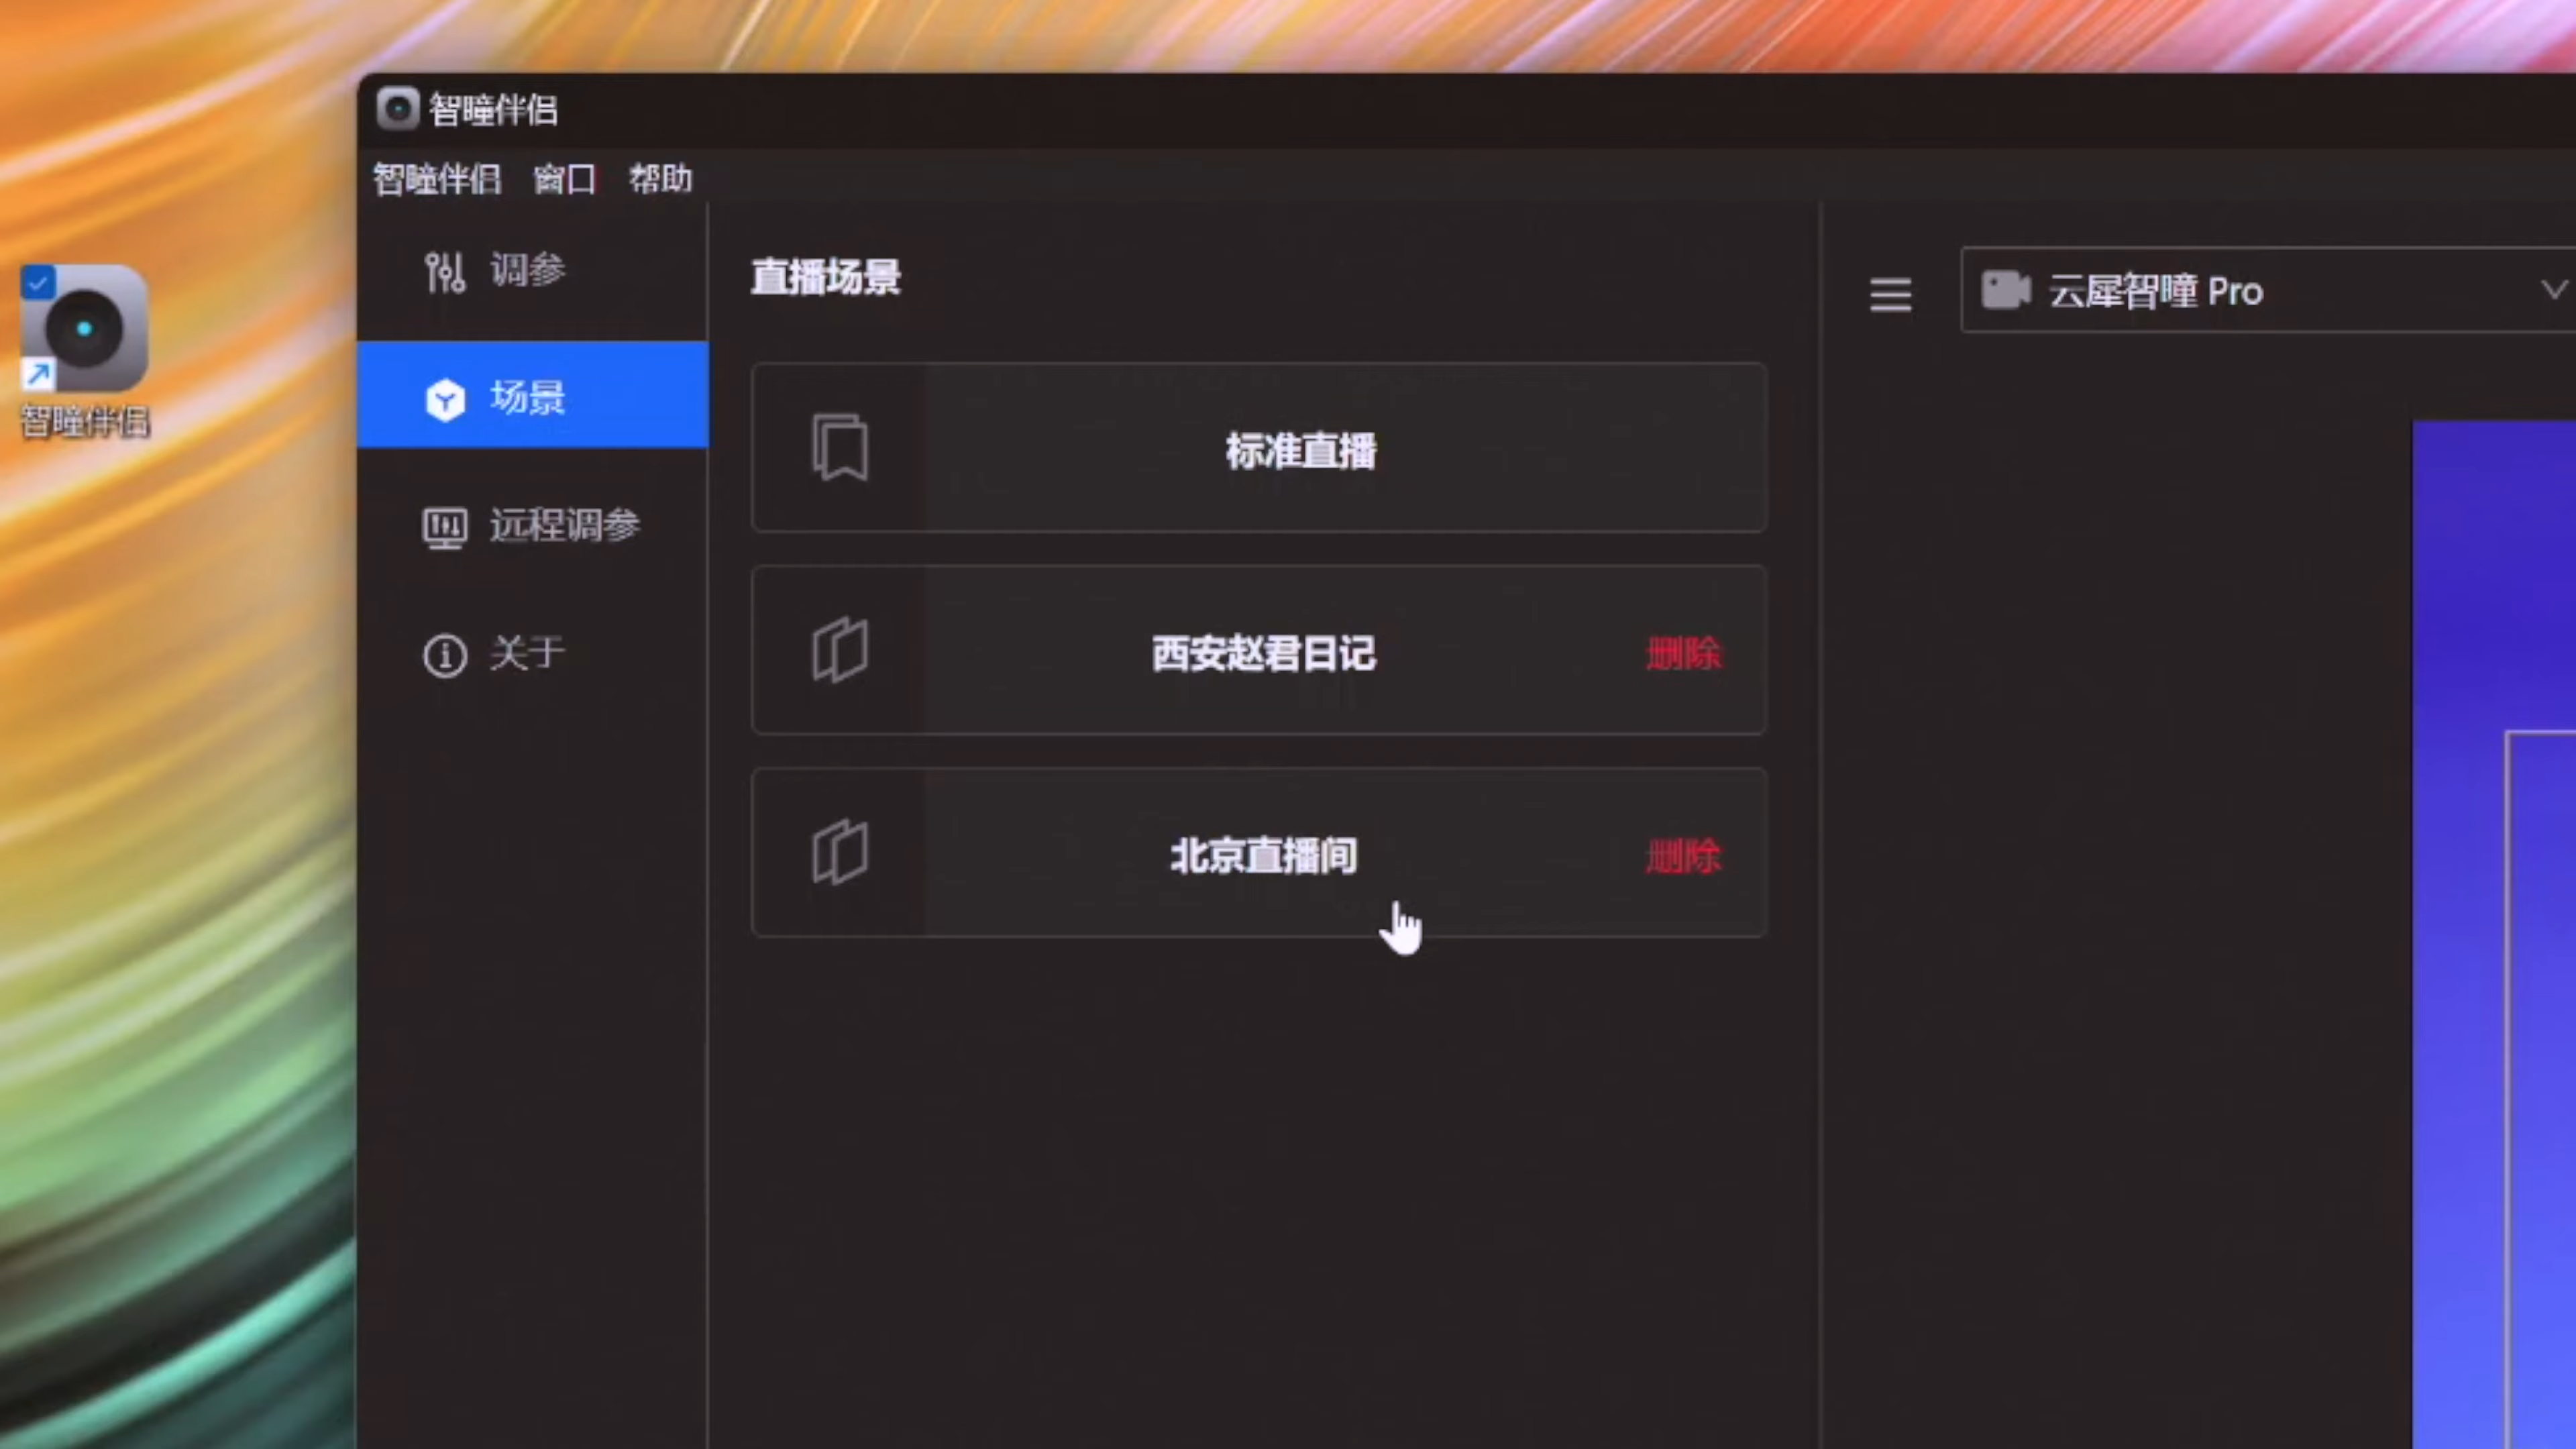 智瞳伴侣
智瞳伴侣 窗口 帮助
智瞳伴侣
调参
场景
远程调参
关于
直播场景
标准直播
西安赵君日记 删除
北京直播间 删除
云犀智瞳 Pro